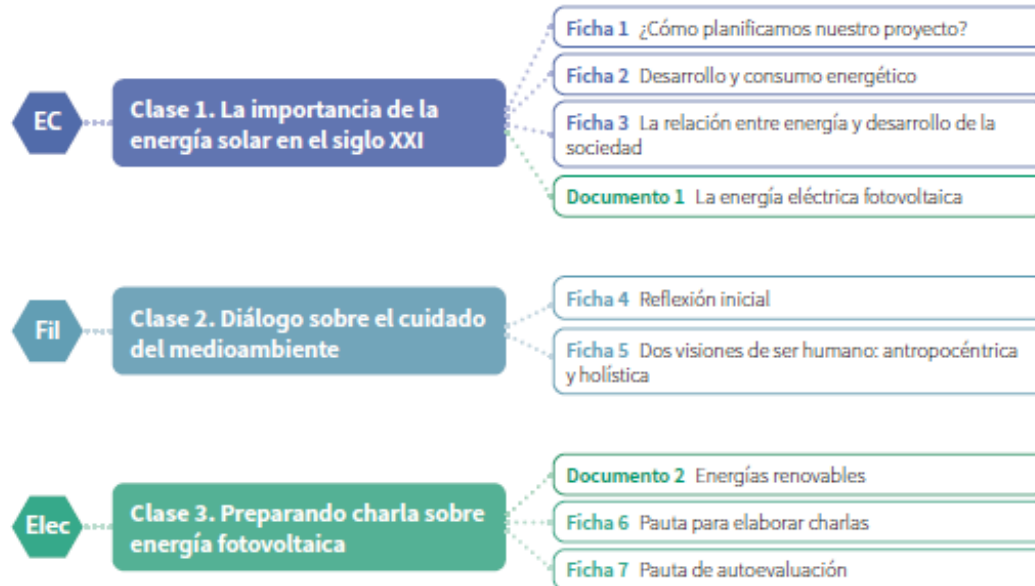 EC
Clase 1. La importancia de la
energía solar en el siglo XXI
Ficha 1 ¿Cómo planificamos nuestro proyecto?
Ficha 2 Desarrollo y consumo energético
Ficha 3 La relación entre energía y desarrollo de la
sociedad
Documento 1 La energía eléctrica fotovoltaica
Fil
Clase 2. Diálogo sobre el cuidado
del medioambiente
Ficha 4 Reflexión inicial
Ficha 5 Dos visiones de ser humano: antropocéntrica
y holística
Elec
Clase 3. Preparando charla sobre
energía fotovoltaica
Documento 2 Energías renovables
Ficha 6 Pauta para elaborar charlas
Ficha 7 Pauta de autoevaluación